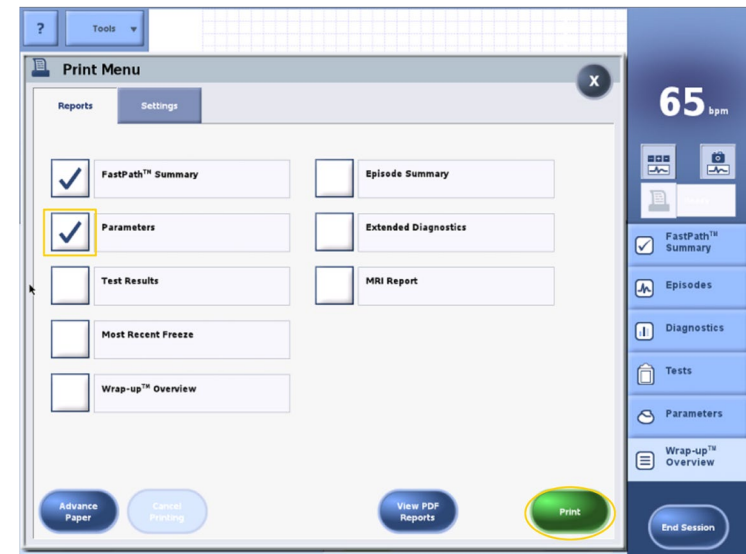 ?
Tools
Print Menu
X
Reports
Settings
FastPath™ Summary
Parameters
Test Results
Most Recent Freeze
Wrap-up™ Overview
Episode Summary
Extended Diagnostics
MRI Report
Advance
Paper
Cancel
Printing
View PDF
Reports
Print
65 bpm
FastPath™
Summary
Episodes
Diagnostics
Tests
Parameters
Wrap-up™
Overview
End Session